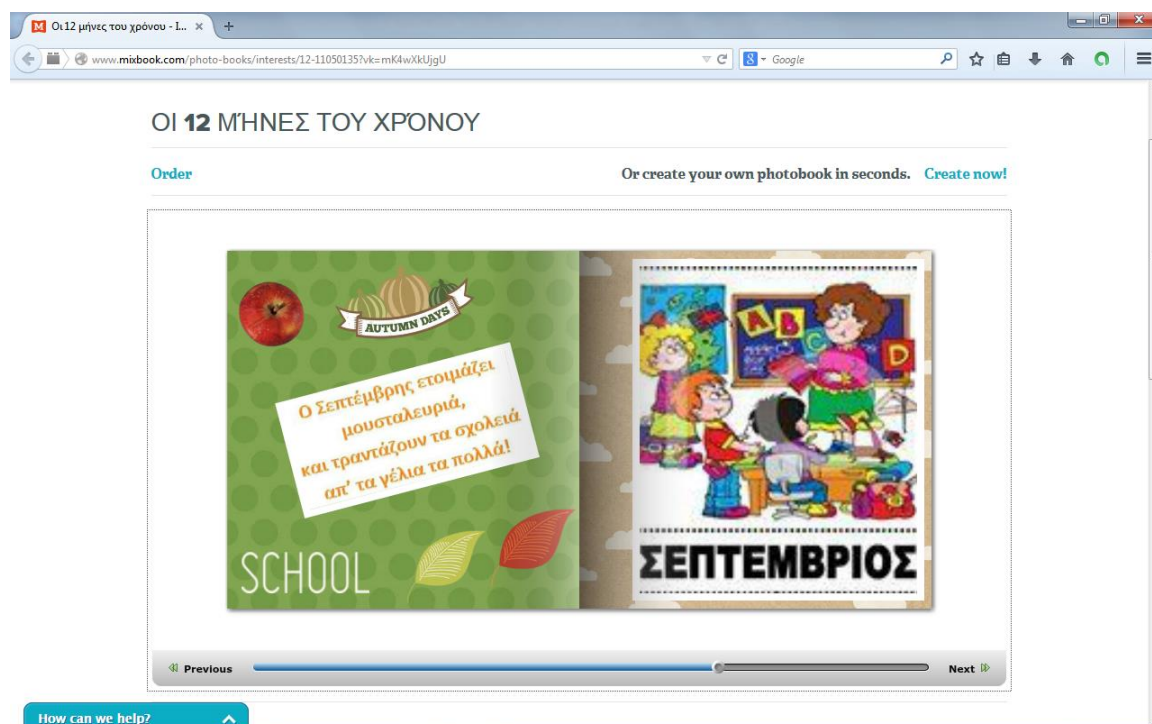 Οι 12 μήνες του χρόνου - I...
www.mixbook.com/photo-books/interests/12-11050135?vk=mK4wXkUjgU
Google
ΟΙ 12 ΜΉΝΕΣ ΤΟΥ ΧΡΌΝΟΥ
Order
Or create your own photobook in seconds. Create now!
AUTUMN DAYS
Ο Σεπτέμβρης ετοιμάζει
μουσταλευριά,
και τραντάζουν τα σχολειά
απ' τα γέλια τα πολλά!
SCHOOL
A B C D
ΣΕΠΤΕΜΒΡΙΟΣ
Previous
Next
How can we help?